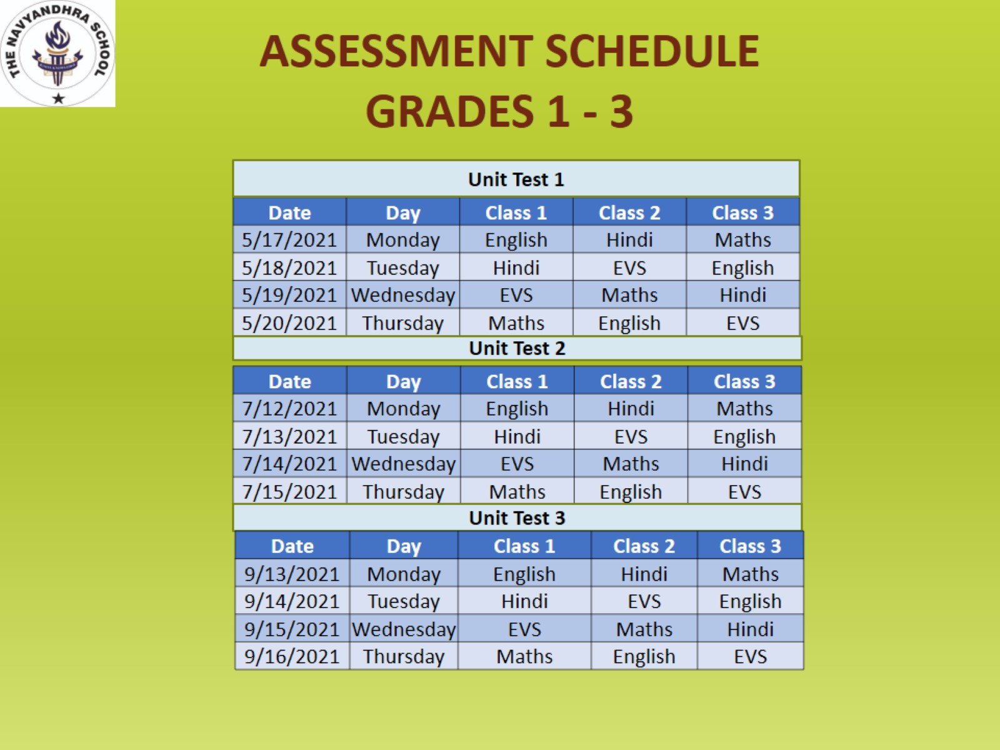 THE NAVYANDHRA SCHOOL
ASSESSMENT SCHEDULE
GRADES 1 - 3
Unit Test 1
Date Day Class 1 Class 2 Class 3
5/17/2021 Monday English Hindi Maths
5/18/2021 Tuesday Hindi EVS English
5/19/2021 Wednesday EVS Maths Hindi
5/20/2021 Thursday Maths English EVS
Unit Test 2
Date Day Class 1 Class 2 Class 3
7/12/2021 Monday English Hindi Maths
7/13/2021 Tuesday Hindi EVS English
7/14/2021 Wednesday EVS Maths Hindi
7/15/2021 Thursday Maths English EVS
Unit Test 3
Date Day Class 1 Class 2 Class 3
9/13/2021 Monday English Hindi Maths
9/14/2021 Tuesday Hindi EVS English
9/15/2021 Wednesday EVS Maths Hindi
9/16/2021 Thursday Maths English EVS